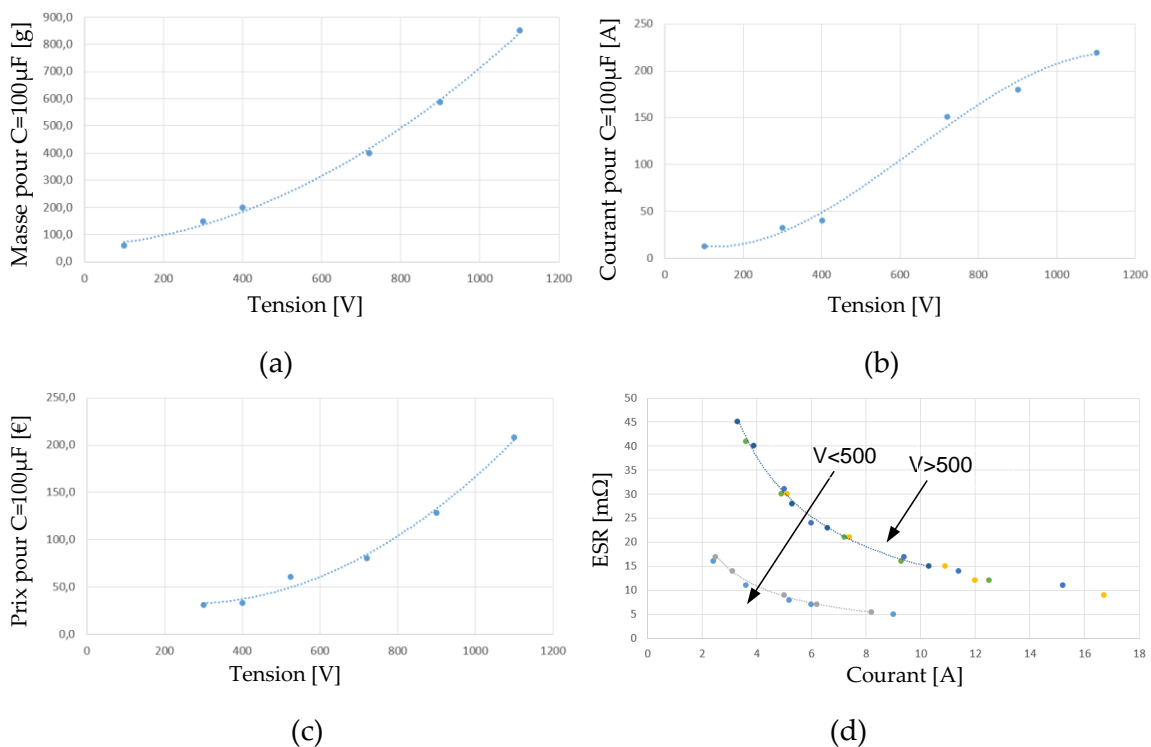 Masse pour C=100µF [g]
900,0
800,0
700,0
600,0
500,0
400,0
300,0
200,0
100,0
0,0
0 200 400 600 800 1000 1200
Tension [V]
(a)
Courant pour C=100µF [A]
250
200
150
100
50
0
0 200 400 600 800 1000 1200
Tension [V]
(b)
Prix pour C=100µF [€]
250,0
200,0
150,0
100,0
50,0
0,0
0 200 400 600 800 1000 1200
Tension [V]
(c)
ESR [mΩ]
50
45
40
35
30
25
20
15
10
5
0
V<500
V>500
0 2 4 6 8 10 12 14 16 18
Courant [A]
(d)